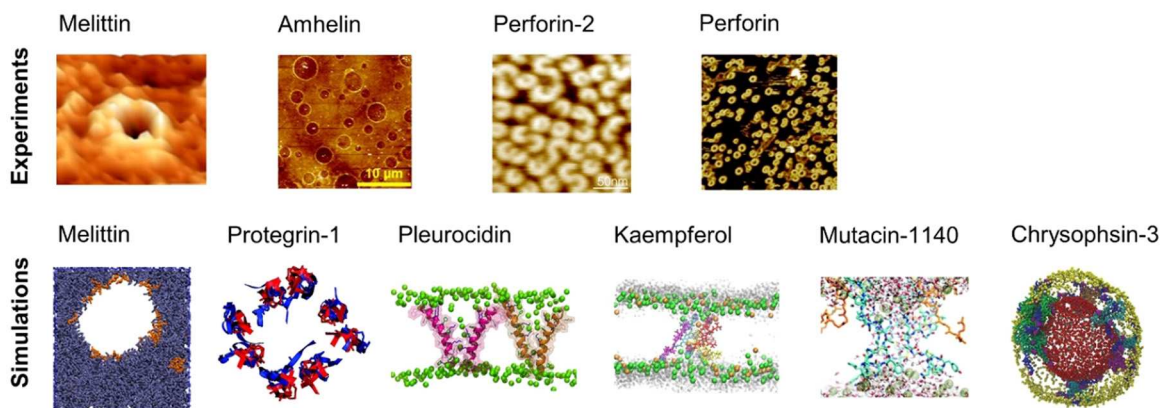 Experiments
Melittin
Amhelin
Perforin-2
Perforin
10 µm
50nm
Simulations
Melittin
Protegrin-1
Pleurocidin
Kaempferol
Mutacin-1140
Chrysophsin-3